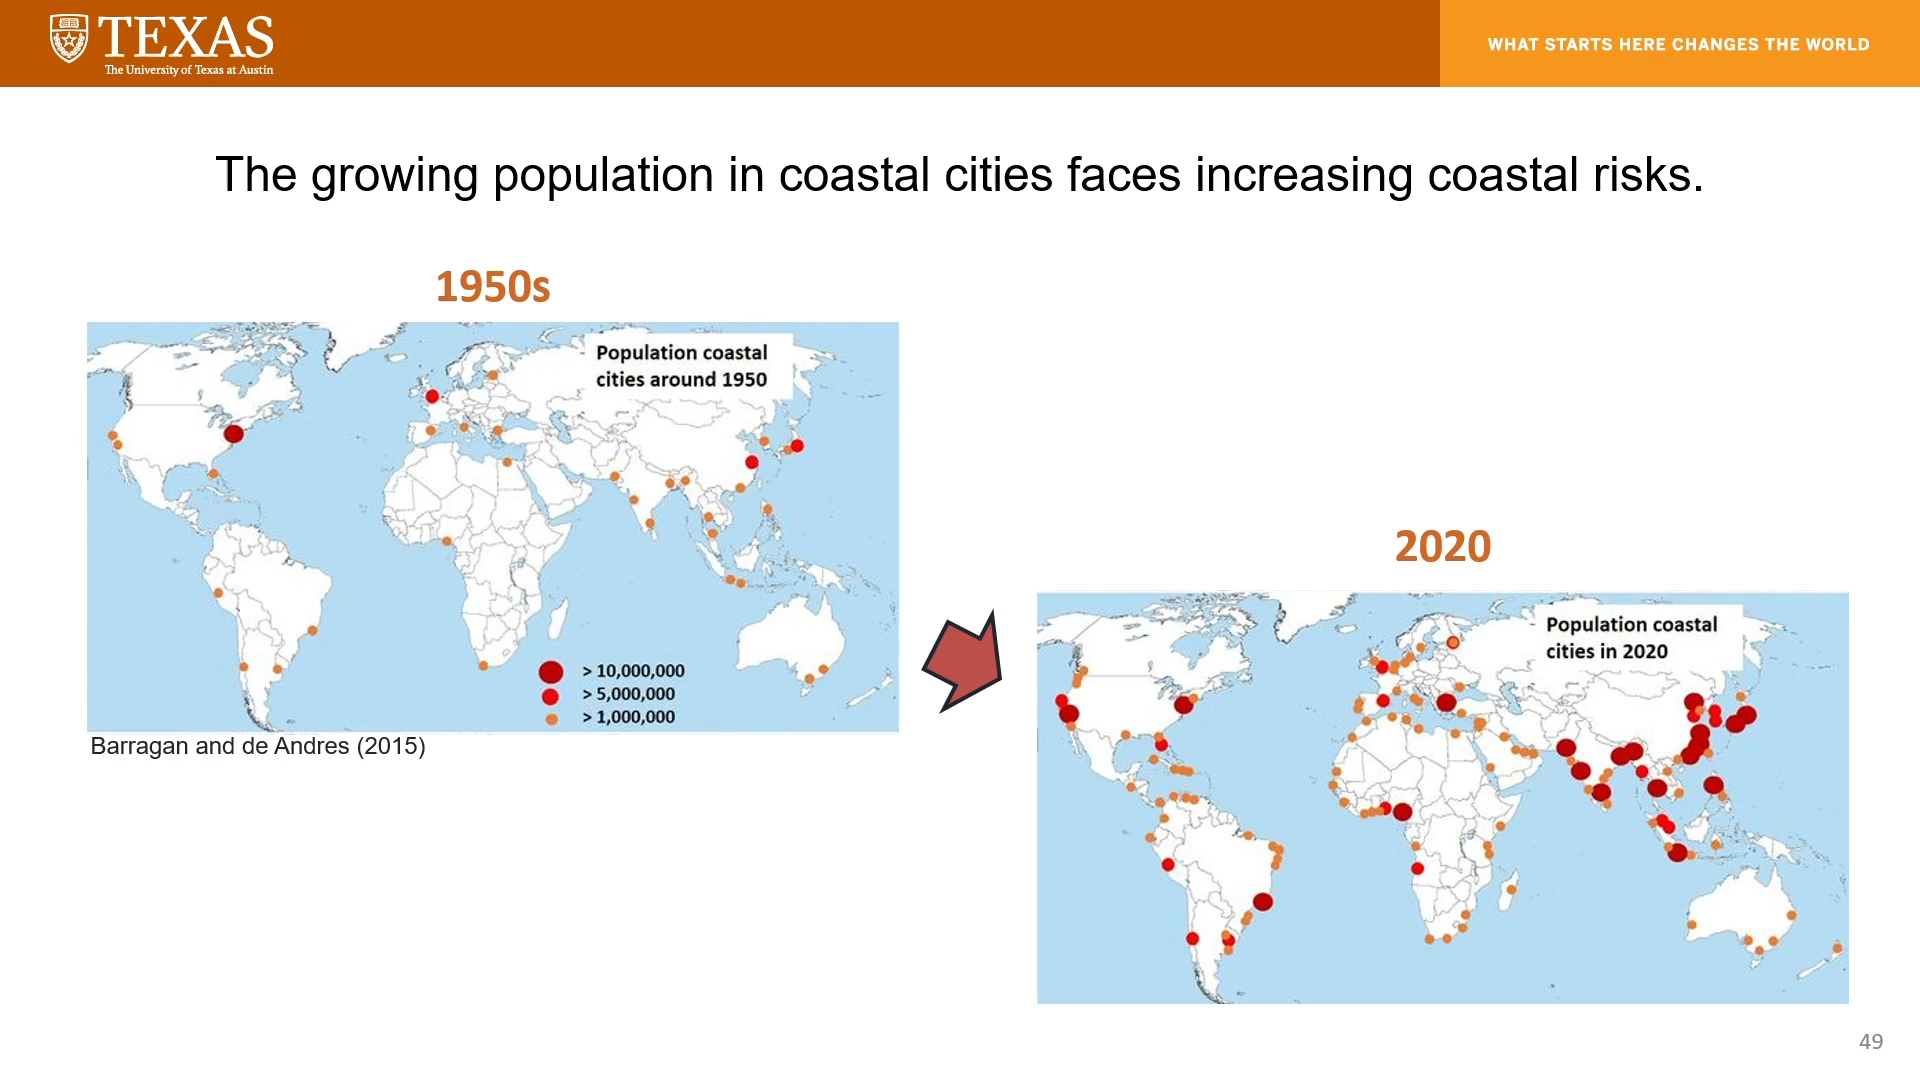 TEXAS
The University of Texas at Austin
WHAT STARTS HERE CHANGES THE WORLD
The growing population in coastal cities faces increasing coastal risks.
1950s
Population coastal
cities around 1950
> 10,000,000
> 5,000,000
> 1,000,000
Barragan and de Andres (2015)
2020
Population coastal
cities in 2020
49